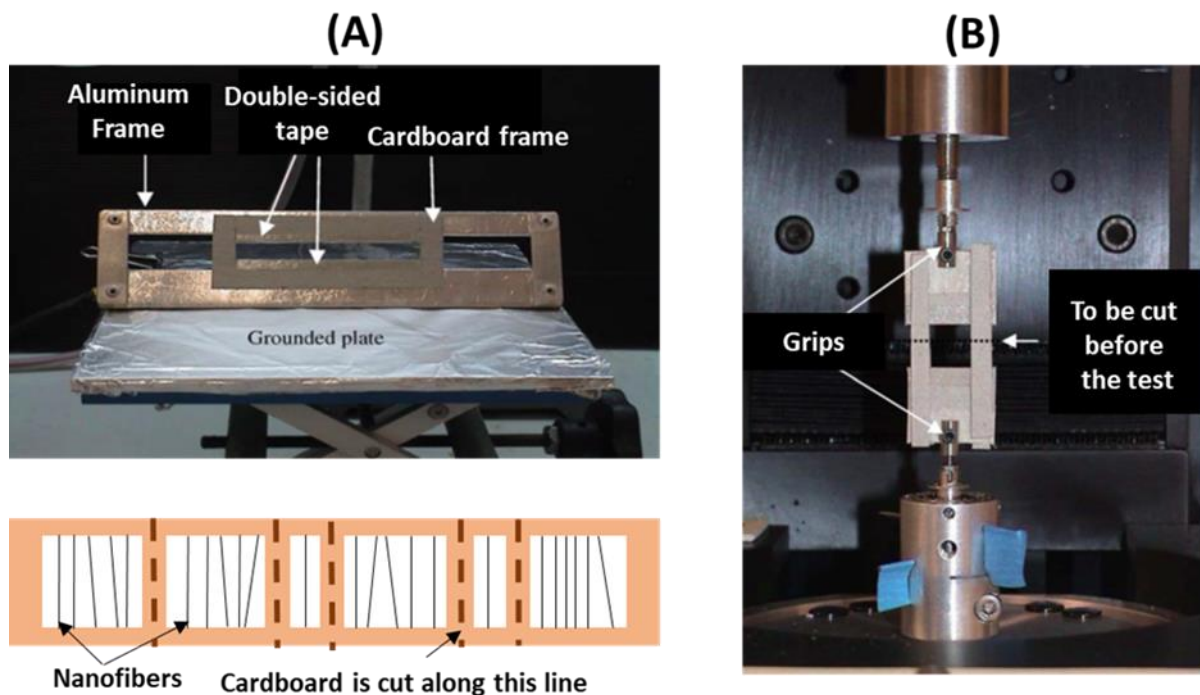 (A)
Aluminum
Frame
Double-sided
tape
Cardboard frame
Grounded plate
Nanofibers
Cardboard is cut along this line
(B)
Grips
To be cut
before
the test